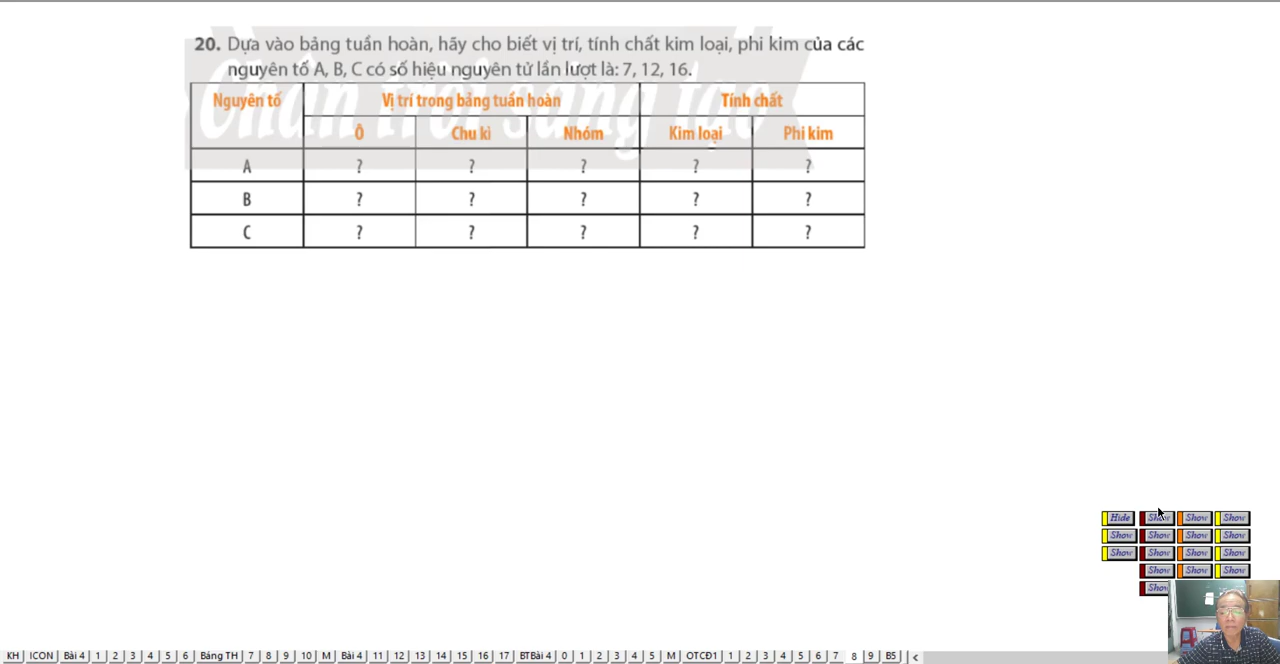 20. Dựa vào bảng tuần hoàn, hãy cho biết vị trí, tính chất kim loại, phi kim của các
nguyên tố A, B, C có số hiệu nguyên tử lần lượt là: 7, 12, 16.
Chân trời sáng tạo
Nguyên tố Vị trí trong bảng tuần hoàn Tính chất
Ô Chu kì Nhóm Kim loại Phi kim
A ? ? ? ? ?
B ? ? ? ? ?
C ? ? ? ? ?
Hide Show Show Show
Show Show Show Show
Show Show Show Show
Show Show Show
Show
KH ICON Bài 4 1 2 3 4 5 6 Bảng TH 7 8 9 10 M Bài 4 11 12 13 14 15 16 17 BTBài 4 0 1 2 3 4 5 M OTCĐ1 1 2 3 4 5 6 7 8 9 B5 <